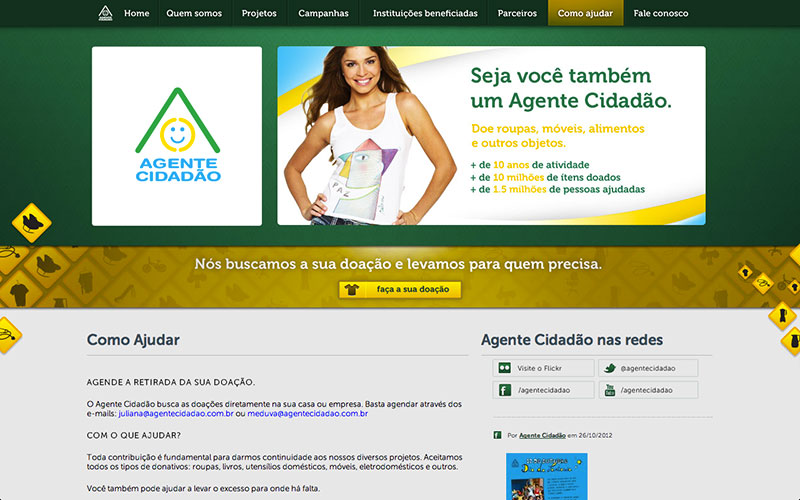 Home
Quem somos
Projetos
Campanhas
Instituições beneficiadas
Parceiros
Como ajudar
Fale conosco
AGENTE
CIDADÃO
PAZ
Seja você também
um Agente Cidadão.
Doe roupas, móveis, alimentos
e outros objetos.
+ de 10 anos de atividade
+ de 10 milhões de ítens doados
+ de 1.5 milhões de pessoas ajudadas
Nós buscamos a sua doação e levamos para quem precisa.
faça a sua doação
Como Ajudar
AGENDE A RETIRADA DA SUA DOAÇÃO.
O Agente Cidadão busca as doações diretamente na sua casa ou empresa. Basta agendar através dos
e-mails: juliana@agentecidadao.com.br ou meduva@agentecidadao.com.br
COM O QUE AJUDAR?
Toda contribuição é fundamental para darmos continuidade aos nossos diversos projetos. Aceitamos
todos os tipos de donativos: roupas, livros, utensílios domésticos, móveis, eletrodomésticos e outros.
Você também pode ajudar a levar o excesso para onde há falta.
Agente Cidadão nas redes
Visite o Flickr
@agentecidadao
/agentecidadao
You Tube
/agentecidadao
Por Agente Cidadão em 26/10/2012